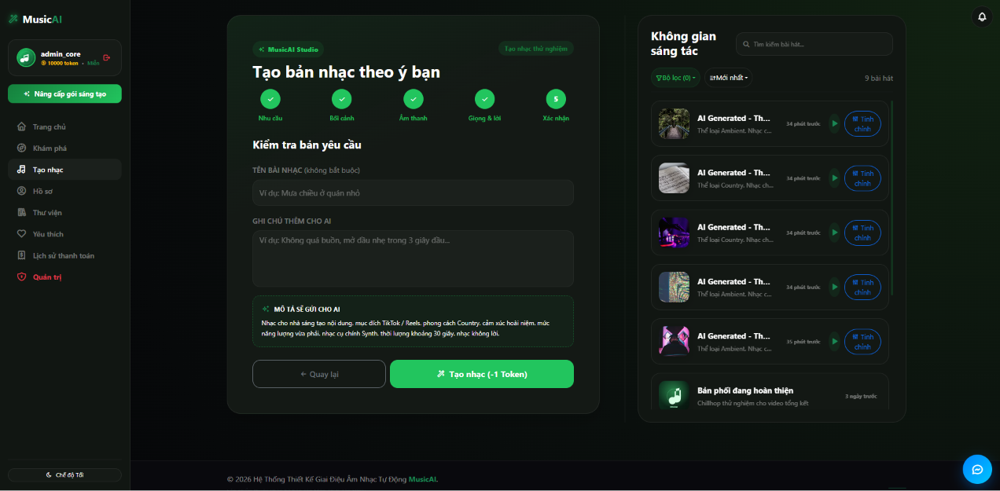 MusicAI
admin_core
10000 token • Miễn
Nâng cấp gói sáng tạo
Trang chủ
Khám phá
Tạo nhạc
Hồ sơ
Thư viện
Yêu thích
Lịch sử thanh toán
Quản trị
Chế độ Tối
MusicAI Studio
Tạo nhạc thử nghiệm
Tạo bản nhạc theo ý bạn
5
Nhu cầu
Bối cảnh
Âm thanh
Giọng & lời
Xác nhận
Kiểm tra bản yêu cầu
TÊN BÀI NHẠC (không bắt buộc)
Ví dụ: Mưa chiều ở quán nhỏ
GHI CHÚ THÊM CHO AI
Ví dụ: Không quá buồn, mở đầu nhẹ trong 3 giây đầu...
MÔ TẢ SẼ GỬI CHO AI
Nhạc cho nhà sáng tạo nội dung. mục đích TikTok / Reels. phong cách Country. cảm xúc hoài niệm. mức
năng lượng vừa phải. nhạc cụ chính Synth. thời lượng khoảng 30 giây. nhạc không lời.
← Quay lại
Tạo nhạc (-1 Token)
Không gian
sáng tác
Tìm kiếm bài hát...
Bộ lọc (0)
Mới nhất
9 bài hát
AI Generated - Th...
Thể loại Ambient. Nhạc c...
34 phút trước
Tinh
chỉnh
AI Generated - Th...
Thể loại Country. Nhạc ch...
34 phút trước
Tinh
chỉnh
AI Generated - Th...
Thể loại Country. Nhạc ch...
34 phút trước
Tinh
chỉnh
AI Generated - Th...
Thể loại Ambient. Nhạc c...
34 phút trước
Tinh
chỉnh
AI Generated - Th...
Thể loại Ambient. Nhạc c...
35 phút trước
Tinh
chỉnh
Bản phối đang hoàn thiện
Chillhop thử nghiệm cho video tổng kết
3 ngày trước
© 2026 Hệ Thống Thiết Kế Giai Điệu Âm Nhạc Tự Động MusicAI.